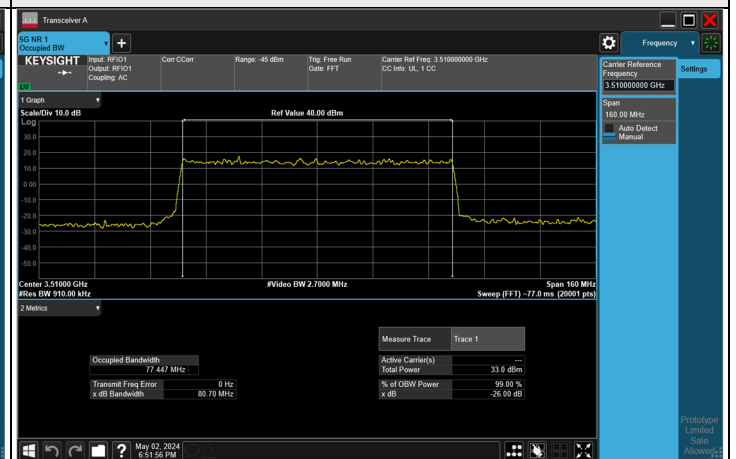 Transceiver A
5G NR 1
Occupied BW
Frequency
KEYSIGHT
Input: RFIO1
Output: RFIO1
Coupling: AC
Corr CCorr
Range: -45 dBm
Trig: Free Run
Gate: FFT
Carrier Ref Freq: 3.510000000 GHz
CC Info: UL, 1 CC
Carrier Reference
Frequency
3.510000000 GHz
Settings
Span
160.00 MHz
Auto Detect
Manual
1 Graph
Scale/Div 10.0 dB
Ref Value 40.00 dBm
Log
30.0
20.0
10.0
0.00
-10.0
-20.0
-30.0
-40.0
-50.0
Center 3.51000 GHz
#Video BW 2.7000 MHz
Span 160 MHz
#Res BW 910.00 kHz
Sweep (FFT) ~77.0 ms (20001 pts)
2 Metrics
Measure Trace
Trace 1
Occupied Bandwidth
77.447 MHz
Active Carrier(s)
---
Total Power
33.0 dBm
Transmit Freq Error
0 Hz
x dB Bandwidth
80.70 MHz
% of OBW Power
99.00 %
x dB
-26.00 dB
Prototype
Limited
Sale
Allowed
May 02, 2024
6:51:56 PM